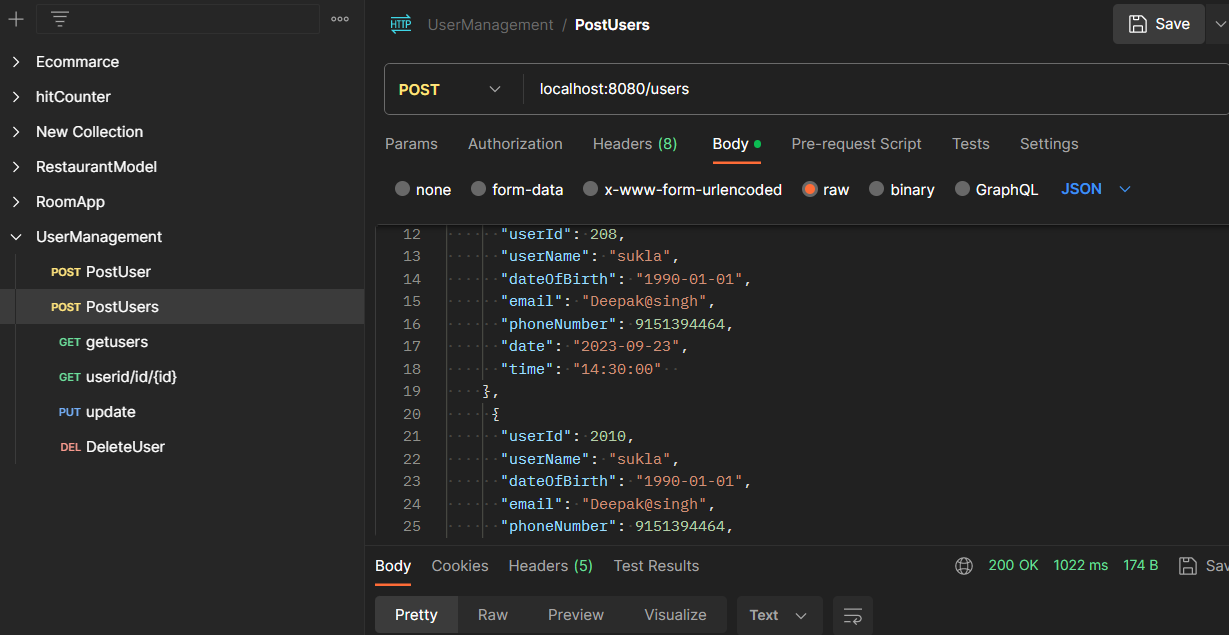 UserManagement / PostUsers
Save
Ecommarce
hitCounter
New Collection
RestaurantModel
RoomApp
UserManagement
POST PostUser
POST PostUsers
GET getusers
GET userid/id/{id}
PUT update
DEL DeleteUser
POST localhost:8080/users
Params Authorization Headers (8) Body Pre-request Script Tests Settings
none form-data x-www-form-urlencoded raw binary GraphQL JSON
12 "userId": 208,
13 "userName": "sukla",
14 "dateOfBirth": "1990-01-01",
15 "email": "Deepak@singh",
16 "phoneNumber": 9151394464,
17 "date": "2023-09-23",
18 "time": "14:30:00"
19 },
20 {
21 "userId": 2010,
22 "userName": "sukla",
23 "dateOfBirth": "1990-01-01",
24 "email": "Deepak@singh",
25 "phoneNumber": 9151394464,
Body Cookies Headers (5) Test Results 200 OK 1022 ms 174 B
Pretty Raw Preview Visualize Text